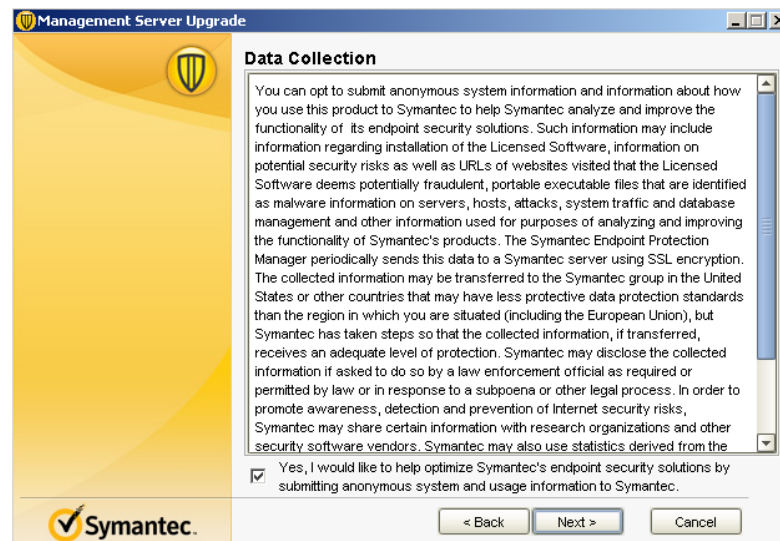 Management Server Upgrade
Data Collection
You can opt to submit anonymous system information and information about how
you use this product to Symantec to help Symantec analyze and improve the
functionality of its endpoint security solutions. Such information may include
information regarding installation of the Licensed Software, information on
potential security risks as well as URLs of websites visited that the Licensed
Software deems potentially fraudulent, portable executable files that are identified
as malware information on servers, hosts, attacks, system traffic and database
management and other information used for purposes of analyzing and improving
the functionality of Symantec's products. The Symantec Endpoint Protection
Manager periodically sends this data to a Symantec server using SSL encryption.
The collected information may be transferred to the Symantec group in the United
States or other countries that may have less protective data protection standards
than the region in which you are situated (including the European Union), but
Symantec has taken steps so that the collected information, if transferred,
receives an adequate level of protection. Symantec may disclose the collected
information if asked to do so by a law enforcement official as required or
permitted by law or in response to a subpoena or other legal process. In order to
promote awareness, detection and prevention of Internet security risks,
Symantec may share certain information with research organizations and other
security software vendors. Symantec may also use statistics derived from the
Yes, I would like to help optimize Symantec's endpoint security solutions by
submitting anonymous system and usage information to Symantec.
Symantec.
< Back Next > Cancel